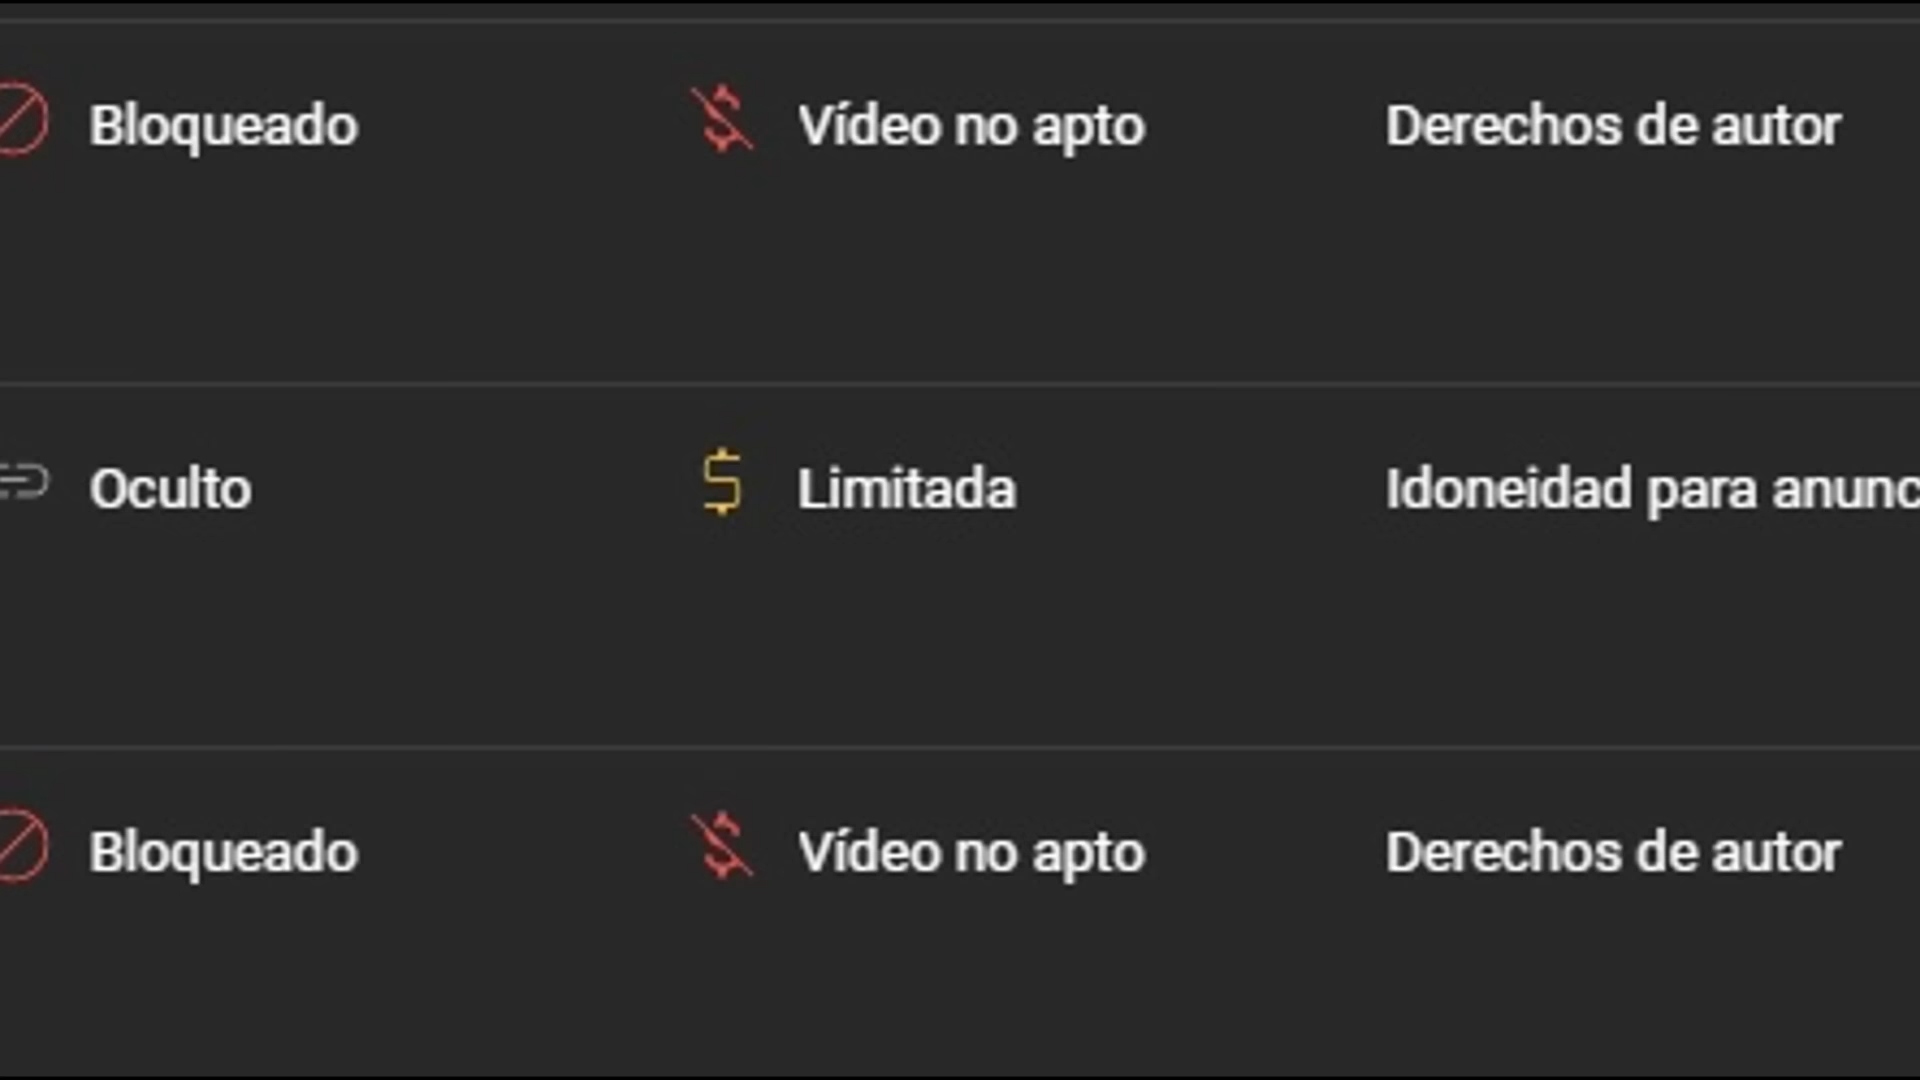 Bloqueado Vídeo no apto Derechos de autor
Oculto Limitada Idoneidad para anunc
Bloqueado Vídeo no apto Derechos de autor